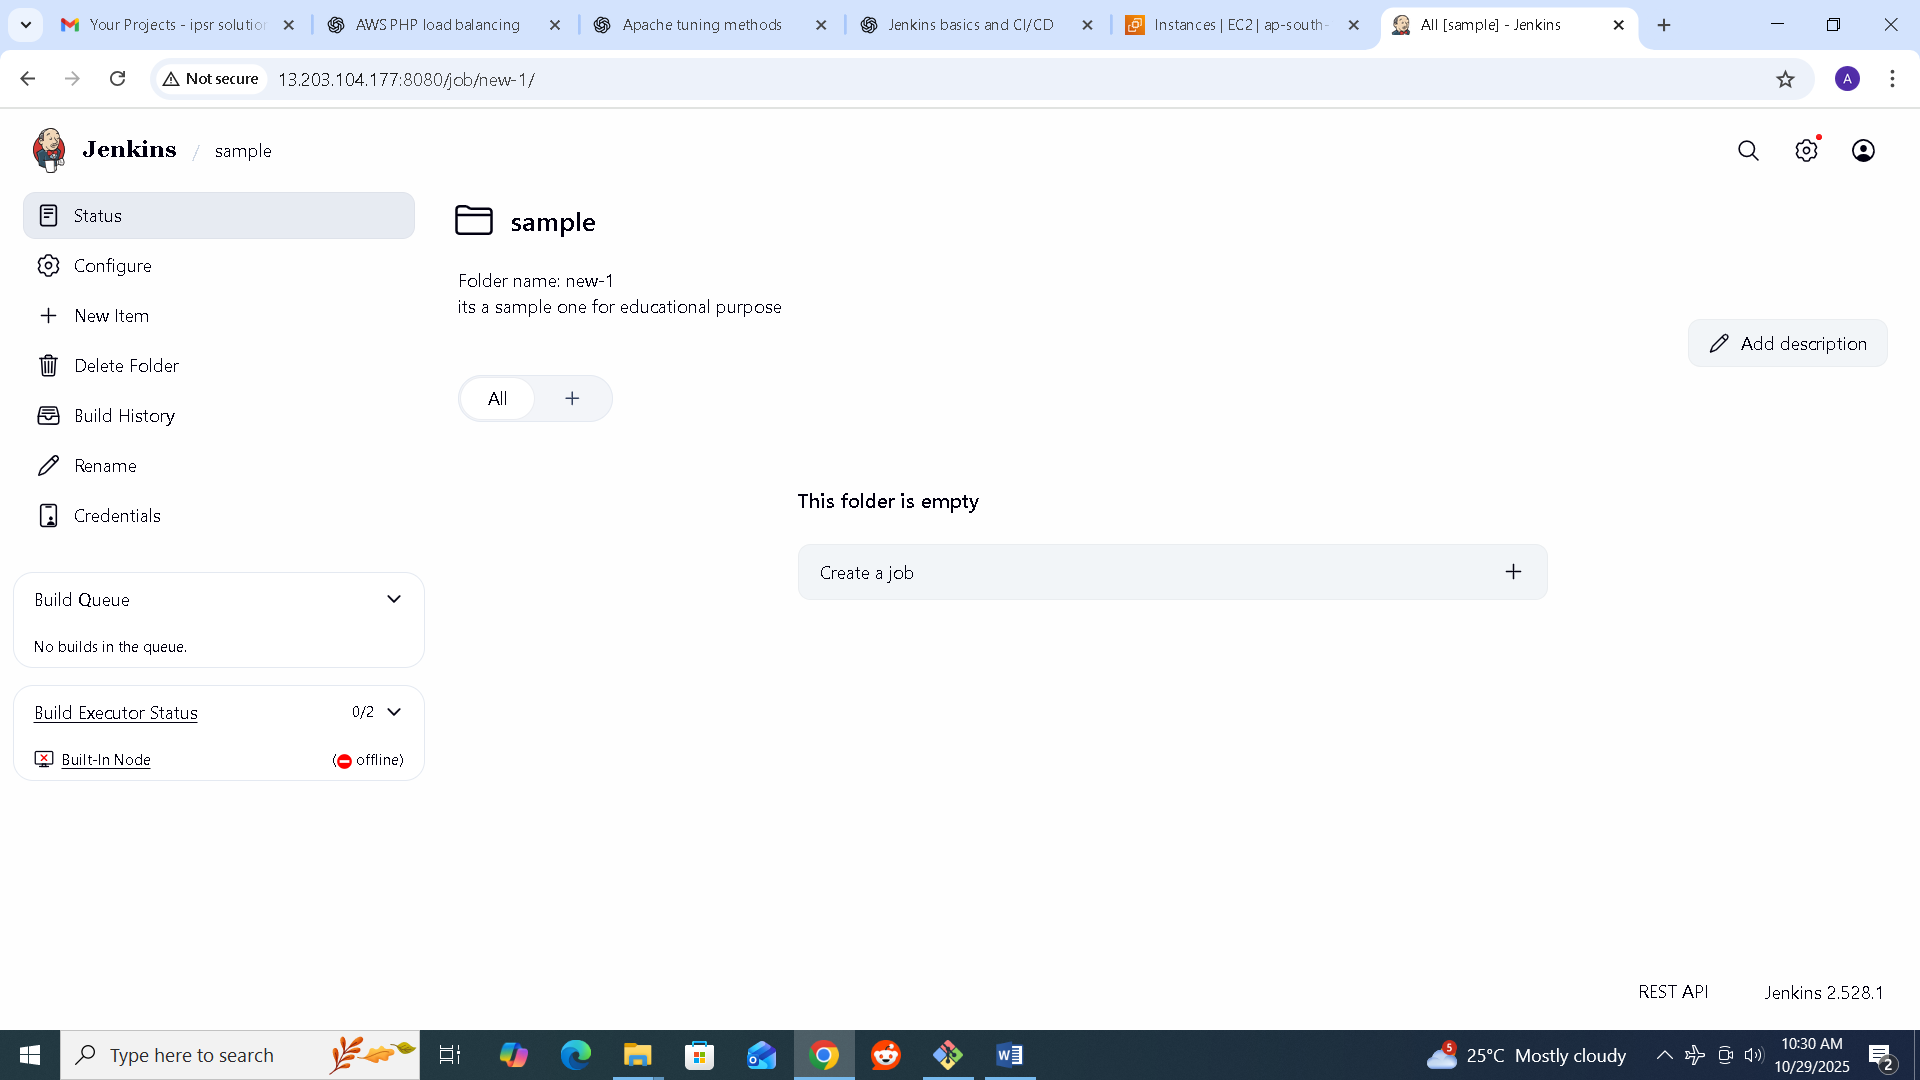 Your Projects - ipsr solution
AWS PHP load balancing
Apache tuning methods
Jenkins basics and CI/CD
Instances | EC2 | ap-south-
All [sample] - Jenkins
Not secure
13.203.104.177:8080/job/new-1/
A
Jenkins / sample
Status
Configure
New Item
Delete Folder
Build History
Rename
Credentials
Build Queue
No builds in the queue.
Build Executor Status
0/2
Built-In Node
(offline)
sample
Folder name: new-1
its a sample one for educational purpose
Add description
All +
This folder is empty
Create a job
REST API
Jenkins 2.528.1
Type here to search
W
5
25°C Mostly cloudy
10:30 AM
10/29/2025
2